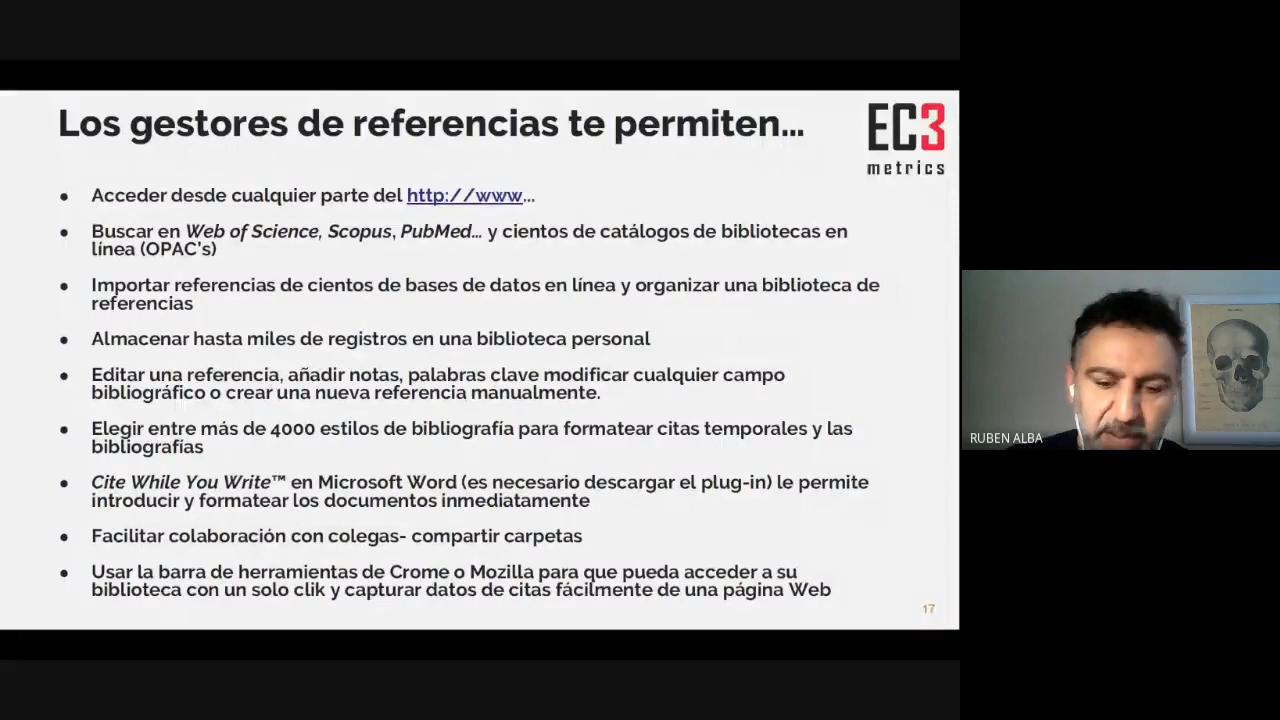 Los gestores de referencias te permiten...
EC3
metrics
● Acceder desde cualquier parte del http://www...
● Buscar en Web of Science, Scopus, PubMed... y cientos de catálogos de bibliotecas en
línea (OPAC's)
● Importar referencias de cientos de bases de datos en línea y organizar una biblioteca de
referencias
● Almacenar hasta miles de registros en una biblioteca personal
● Editar una referencia, añadir notas, palabras clave modificar cualquier campo
bibliográfico o crear una nueva referencia manualmente.
● Elegir entre más de 4000 estilos de bibliografía para formatear citas temporales y las
bibliografías
● Cite While You Write™ en Microsoft Word (es necesario descargar el plug-in) le permite
introducir y formatear los documentos inmediatamente
● Facilitar colaboración con colegas- compartir carpetas
● Usar la barra de herramientas de Crome o Mozilla para que pueda acceder a su
biblioteca con un solo clik y capturar datos de citas fácilmente de una página Web
17
RUBEN ALBA